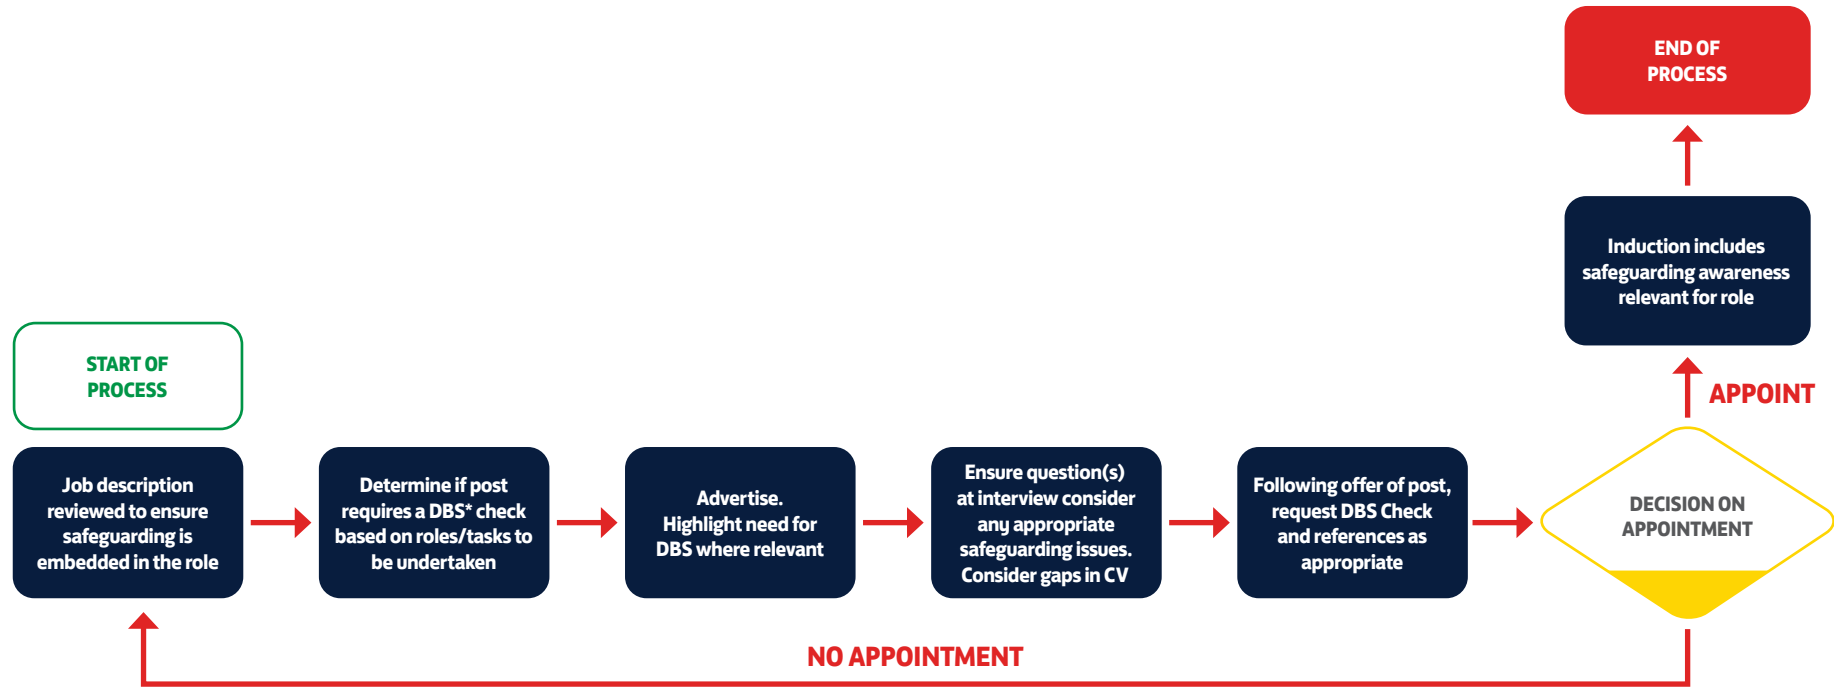 START OF
PROCESS
Job description
reviewed to ensure
safeguarding is
embedded in the role
Determine if post
requires a DBS* check
based on roles/tasks to
be undertaken
Advertise.
Highlight need for
DBS where relevant
Ensure question(s)
at interview consider
any appropriate
safeguarding issues.
Consider gaps in CV
Following offer of post,
request DBS Check
and references as
appropriate
DECISION ON
APPOINTMENT
APPOINT
Induction includes
safeguarding awareness
relevant for role
END OF
PROCESS
NO APPOINTMENT